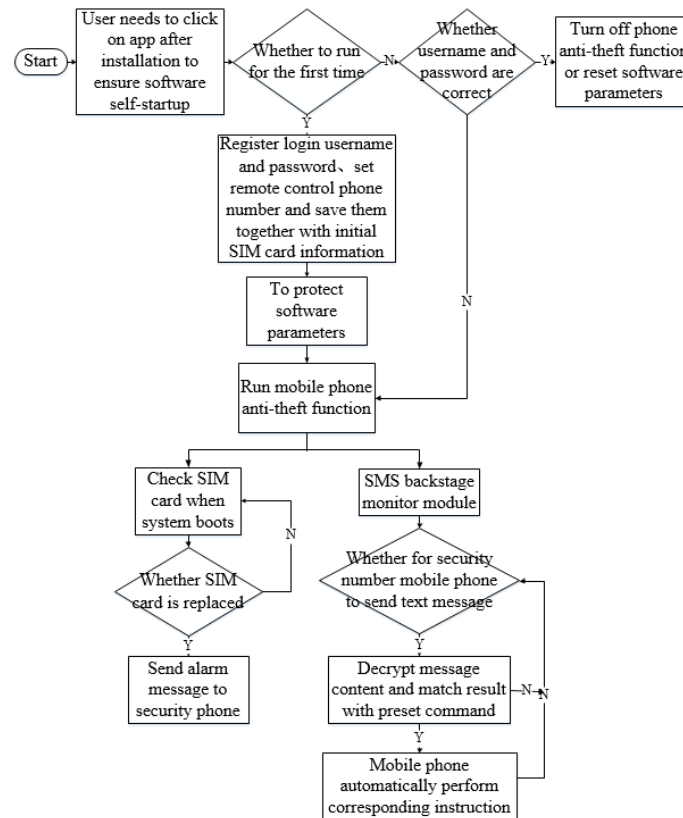 Start
User needs to click
on app after
installation to
ensure software
self-startup
Whether to run
for the first time
N
Whether
username and
password are
correct
Y
Turn off phone
anti-theft function
or reset software
parameters
Y
Register login username
and password、set
remote control phone
number and save them
together with initial
SIM card information
To protect
software
parameters
N
Run mobile phone
anti-theft function
Check SIM
card when
system boots
N
Whether SIM
card is replaced
Y
Send alarm
message to
security phone
SMS backstage
monitor module
Whether for security
number mobile phone
to send text message
Y
Decrypt message
content and match result
with preset command
N
N
Y
Mobile phone
automatically perform
corresponding instruction